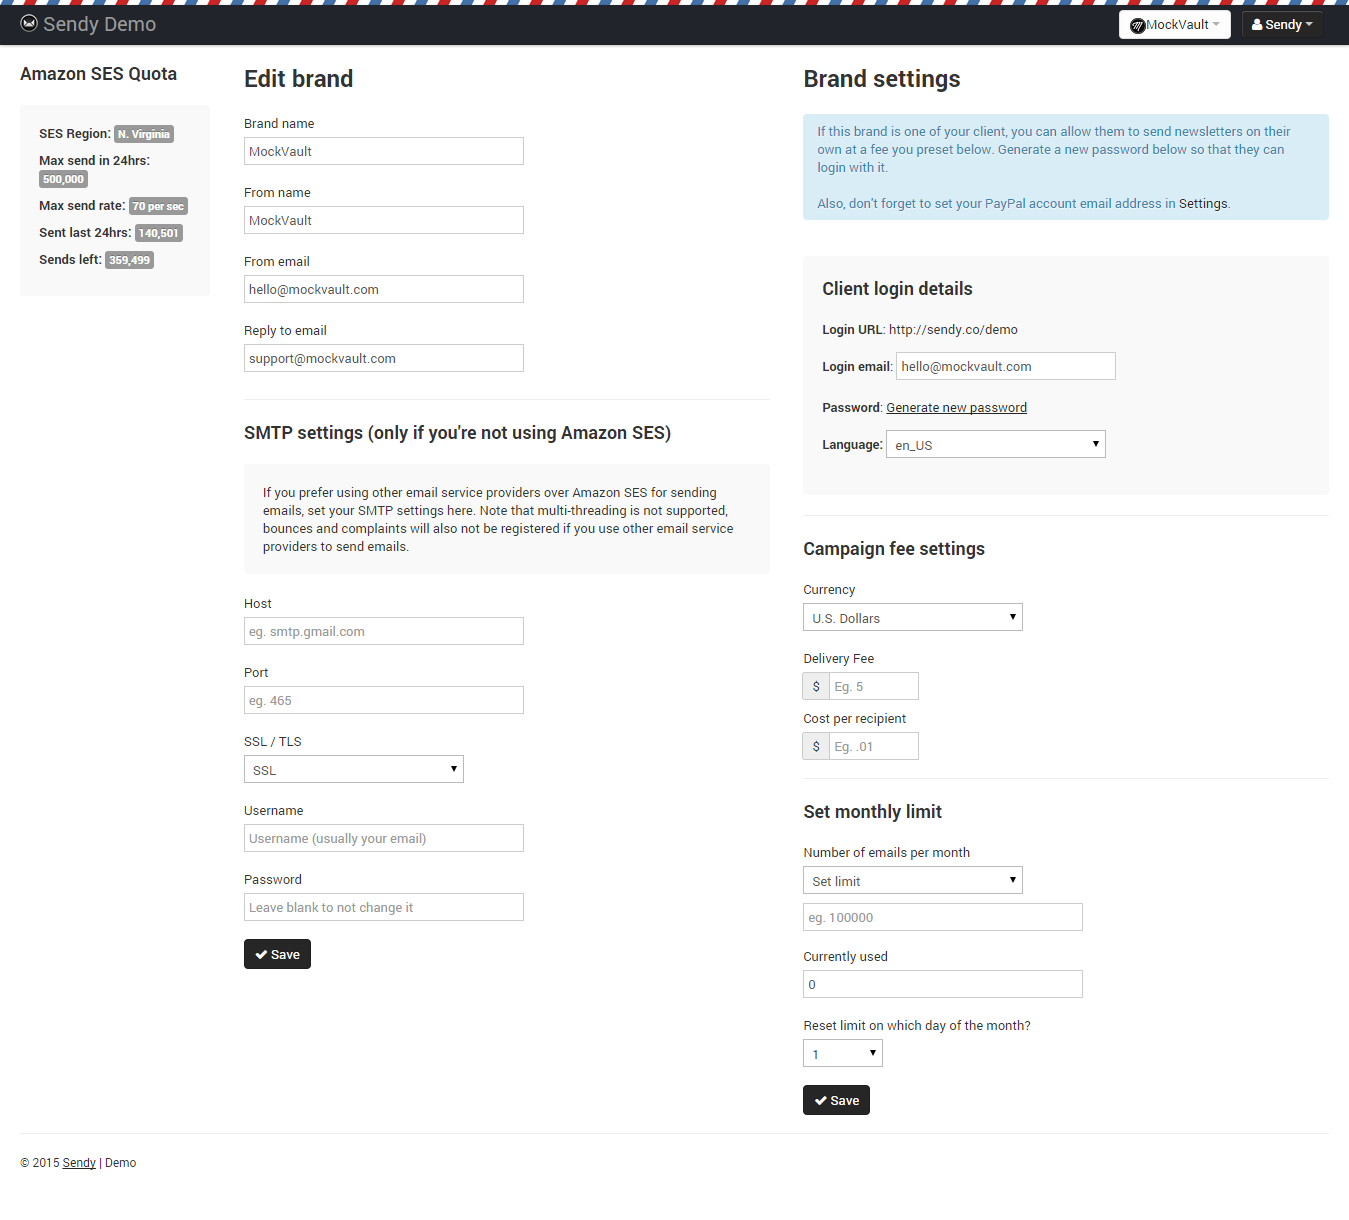 Sendy Demo
MockVault
Sendy
Amazon SES Quota
SES Region: N. Virginia
Max send in 24hrs:
500,000
Max send rate: 70 per sec
Sent last 24hrs: 140,501
Sends left: 359,499
Edit brand
Brand name
MockVault
From name
MockVault
From email
hello@mockvault.com
Reply to email
support@mockvault.com
SMTP settings (only if you're not using Amazon SES)
If you prefer using other email service providers over Amazon SES for sending
emails, set your SMTP settings here. Note that multi-threading is not supported,
bounces and complaints will also not be registered if you use other email service
providers to send emails.
Host
eg. smtp.gmail.com
Port
eg. 465
SSL / TLS
SSL
Username
Username (usually your email)
Password
Leave blank to not change it
Save
Brand settings
If this brand is one of your client, you can allow them to send newsletters on their
own at a fee you preset below. Generate a new password below so that they can
login with it.
Also, don't forget to set your PayPal account email address in Settings.
Client login details
Login URL: http://sendy.co/demo
Login email: hello@mockvault.com
Password: Generate new password
Language: en_US
Campaign fee settings
Currency
U.S. Dollars
Delivery Fee
$ Eg. 5
Cost per recipient
$ Eg. .01
Set monthly limit
Number of emails per month
Set limit
eg. 100000
Currently used
0
Reset limit on which day of the month?
1
Save
© 2015 Sendy | Demo